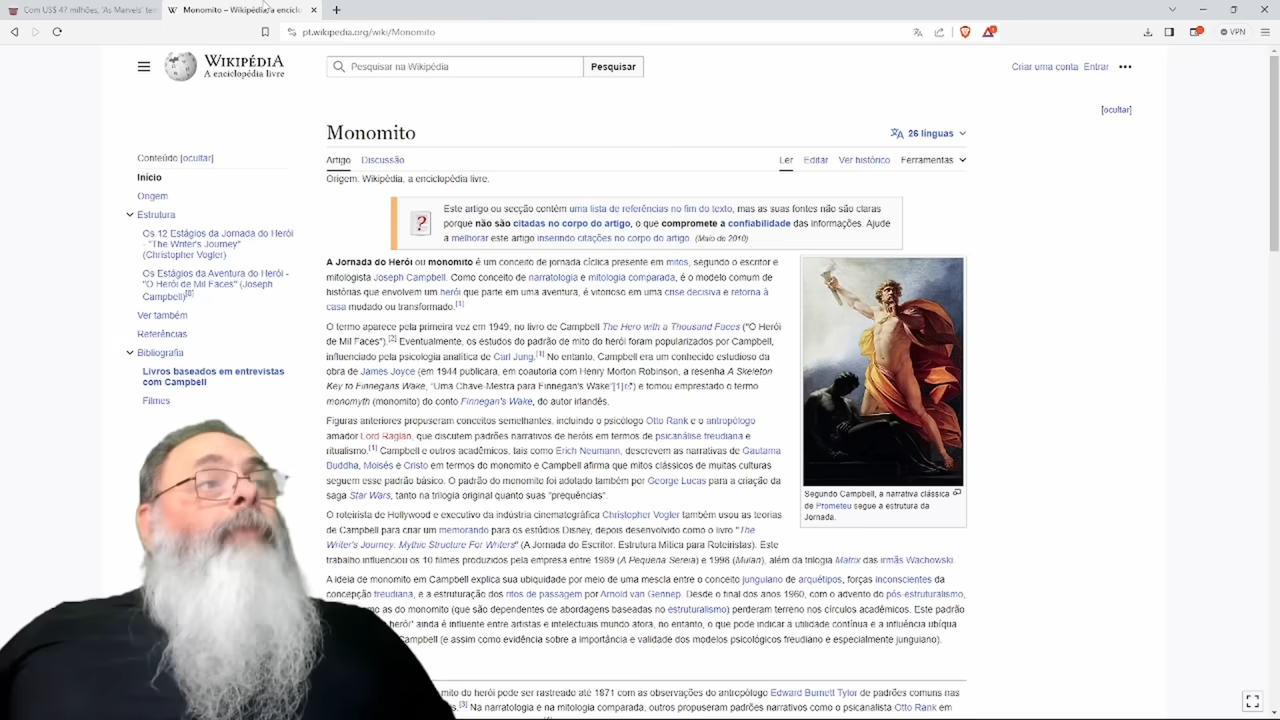 Com US$ 47 milhões, 'As Marvels' tem
Monomito – Wikipédia, a enciclo
pt.wikipedia.org/wiki/Monomito
VPN
WIKIPÉDIA
A enciclopédia livre
Pesquisar na Wikipédia
Pesquisar
Criar uma conta Entrar
[ocultar]
Monomito
26 línguas
Artigo Discussão
Ler Editar Ver histórico Ferramentas
Origem: Wikipédia, a enciclopédia livre.
Conteúdo [ocultar]
Início
Origem
Estrutura
Os 12 Estágios da Jornada do Herói
- "The Writer's Journey"
(Christopher Vogler)
Os Estágios da Aventura do Herói -
"O Herói de Mil Faces" (Joseph
Campbell)[8]
Ver também
Referências
Bibliografia
Livros baseados em entrevistas
com Campbell
Filmes
Este artigo ou secção contém uma lista de referências no fim do texto, mas as suas fontes não são claras
porque não são citadas no corpo do artigo, o que compromete a confiabilidade das informações. Ajude
a melhorar este artigo inserindo citações no corpo do artigo. (Maio de 2010)
A Jornada do Herói ou monomito é um conceito de jornada cíclica presente em mitos, segundo o escritor e
mitologista Joseph Campbell. Como conceito de narratologia e mitologia comparada, é o modelo comum de
histórias que envolvem um herói que parte em uma aventura, é vitorioso em uma crise decisiva e retorna à
casa mudado ou transformado.[1]
O termo aparece pela primeira vez em 1949, no livro de Campbell The Hero with a Thousand Faces ("O Herói
de Mil Faces").[2] Eventualmente, os estudos do padrão de mito do herói foram popularizados por Campbell,
influenciado pela psicologia analítica de Carl Jung.[1] No entanto, Campbell era um conhecido estudioso da
obra de James Joyce (em 1944 publicara, em coautoria com Henry Morton Robinson, a resenha A Skeleton
Key to Finnegans Wake, "Uma Chave-Mestra para Finnegan's Wake"[1]) e tomou emprestado o termo
monomyth (monomito) do conto Finnegan's Wake, do autor irlandês.
Figuras anteriores propuseram conceitos semelhantes, incluindo o psicólogo Otto Rank e o antropólogo
amador Lord Raglan, que discutem padrões narrativos de heróis em termos de psicanálise freudiana e
ritualismo.[1] Campbell e outros acadêmicos, tais como Erich Neumann, descrevem as narrativas de Gautama
Buddha, Moisés e Cristo em termos do monomito e Campbell afirma que mitos clássicos de muitas culturas
seguem esse padrão básico. O padrão do monomito foi adotado também por George Lucas para a criação da
saga Star Wars, tanto na trilogia original quanto suas "prequências".
O roteirista de Hollywood e executivo da indústria cinematográfica Christopher Vogler também usou as teorias
de Campbell para criar um memorando para os estúdios Disney, depois desenvolvido como o livro "The
Writer's Journey: Mythic Structure For Writers" (A Jornada do Escritor: Estrutura Mítica para Roteiristas). Este
trabalho influenciou os 10 filmes produzidos pela empresa entre 1989 (A Pequena Sereia) e 1998 (Mulan), além da trilogia Matrix das irmãs Wachowski.
A ideia de monomito em Campbell explica sua ubiquidade por meio de uma mescla entre o conceito junguiano de arquétipos, forças inconscientes da
concepção freudiana, e a estruturação dos ritos de passagem por Arnold van Gennep. Desde o final dos anos 1960, com o advento do pós-estruturalismo,
como as do monomito (que são dependentes de abordagens baseadas no estruturalismo) perderam terreno nos círculos acadêmicos. Este padrão
herói" ainda é influente entre artistas e intelectuais mundo afora, no entanto, o que pode indicar a utilidade contínua e a influência ubíqua
Campbell (e assim como evidência sobre a importância e validade dos modelos psicológicos freudiano e especialmente junguiano).
Segundo Campbell, a narrativa clássica
de Prometeu segue a estrutura da
Jornada.
mito do herói pode ser rastreado até 1871 com as observações do antropólogo Edward Burnett Tylor de padrões comuns nas
[3] Na narratologia e na mitologia comparada, outros propuseram padrões narrativos como o psicanalista Otto Rank em